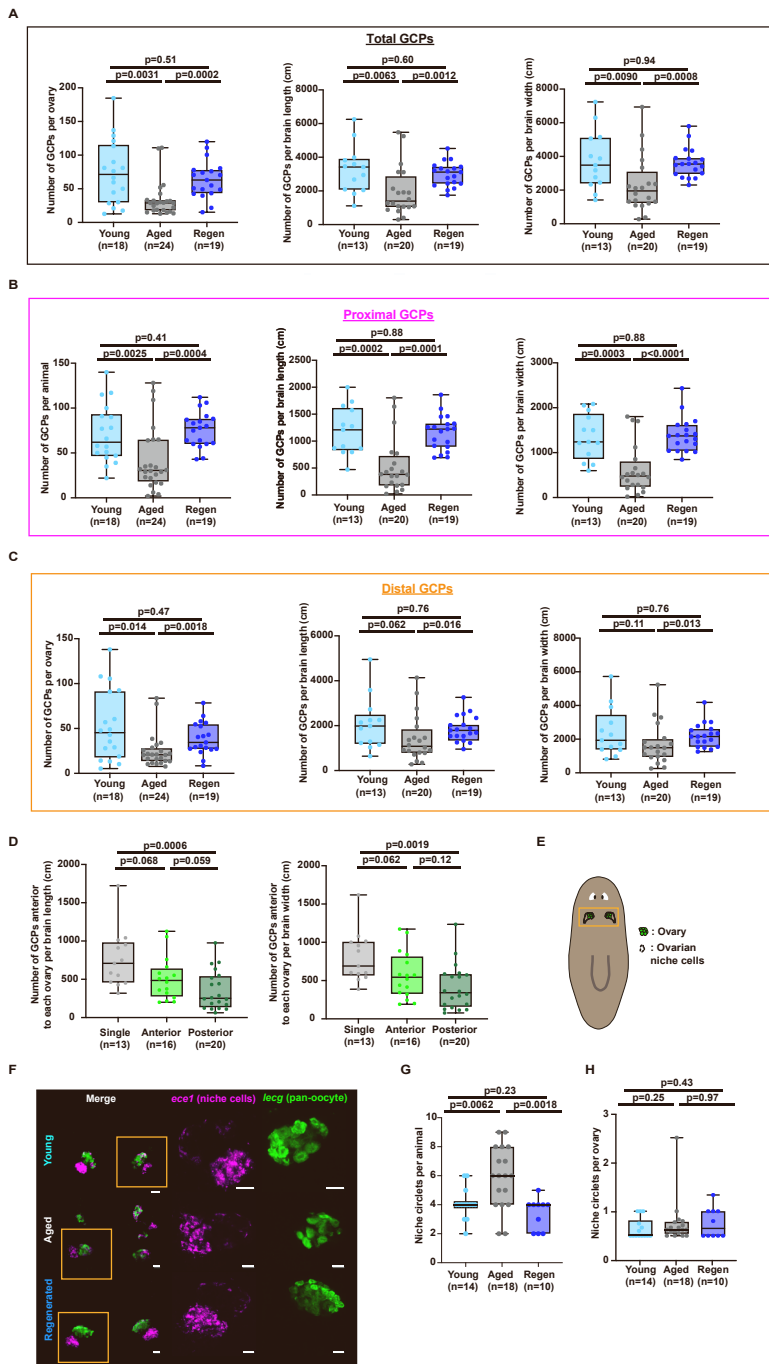 A
Total GCPs
p=0.51
p=0.0031 p=0.0002
Number of GCPs per ovary
200
150
100
50
0
Young (n=18)
Aged (n=24)
Regen (n=19)
p=0.60
p=0.0063 p=0.0012
Number of GCPs per brain length (cm)
8000
6000
4000
2000
0
Young (n=13)
Aged (n=20)
Regen (n=19)
p=0.94
p=0.0090 p=0.0008
Number of GCPs per brain width (cm)
8000
6000
4000
2000
0
Young (n=13)
Aged (n=20)
Regen (n=19)
B
Proximal GCPs
p=0.41
p=0.0025 p=0.0004
Number of GCPs per animal
150
100
50
0
Young (n=18)
Aged (n=24)
Regen (n=19)
p=0.88
p=0.0002 p=0.0001
Number of GCPs per brain length (cm)
2500
2000
1500
1000
500
0
Young (n=13)
Aged (n=20)
Regen (n=19)
p=0.88
p=0.0003 p<0.0001
Number of GCPs per brain width (cm)
3000
2000
1000
0
Young (n=13)
Aged (n=20)
Regen (n=19)
C
Distal GCPs
p=0.47
p=0.014 p=0.0018
Number of GCPs per ovary
150
100
50
0
Young (n=18)
Aged (n=24)
Regen (n=19)
p=0.76
p=0.062 p=0.016
Number of GCPs per brain length (cm)
6000
4000
2000
0
Young (n=13)
Aged (n=20)
Regen (n=19)
p=0.76
p=0.11 p=0.013
Number of GCPs per brain width (cm)
8000
6000
4000
2000
0
Young (n=13)
Aged (n=20)
Regen (n=19)
D
p=0.0006
p=0.068 p=0.059
Number of GCPs anterior
to each ovary per brain length (cm)
2000
1500
1000
500
0
Single (n=13)
Anterior (n=16)
Posterior (n=20)
p=0.0019
p=0.062 p=0.12
Number of GCPs anterior
to each ovary per brain width (cm)
2000
1500
1000
500
0
Single (n=13)
Anterior (n=16)
Posterior (n=20)
E
: Ovary
: Ovarian
niche cells
F
Merge
ece1 (niche cells)
lecg (pan-oocyte)
Young
Aged
Regenerated
G
p=0.23
p=0.0062 p=0.0018
Niche circlets per animal
10
8
6
4
2
0
Young (n=14)
Aged (n=18)
Regen (n=10)
H
p=0.43
p=0.25 p=0.97
Niche circlets per ovary
3
2
1
0
Young (n=14)
Aged (n=18)
Regen (n=10)